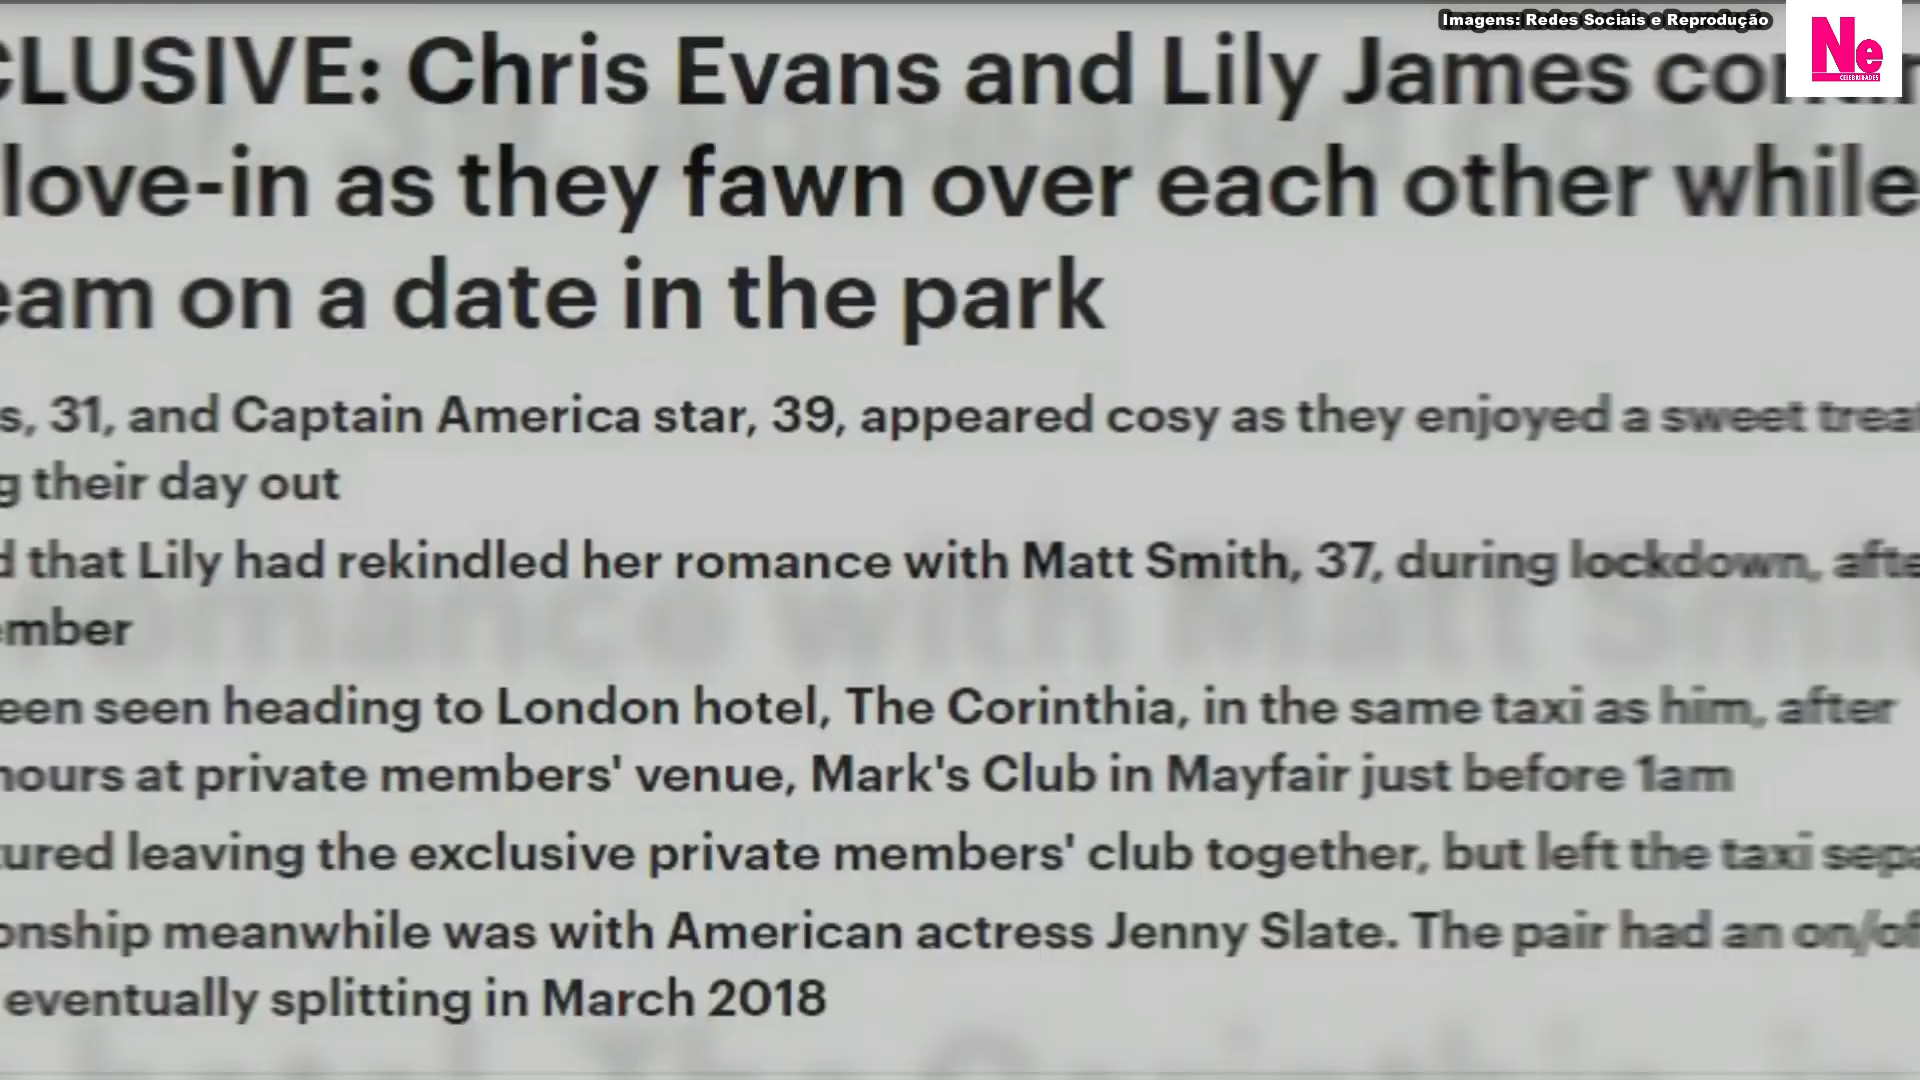 Imagens: Redes Sociais e Reprodução
Ne
CELEBRIDADES
CLUSIVE: Chris Evans and Lily James
love-in as they fawn over each other while
eam on a date in the park
s, 31, and Captain America star, 39, appeared cosy as they enjoyed a sweet treat
g their day out
d that Lily had rekindled her romance with Matt Smith, 37, during lockdown, afte
ember
een seen heading to London hotel, The Corinthia, in the same taxi as him, after
hours at private members' venue, Mark's Club in Mayfair just before 1am
tured leaving the exclusive private members' club together, but left the taxi sepa
onship meanwhile was with American actress Jenny Slate. The pair had an on/of
eventually splitting in March 2018